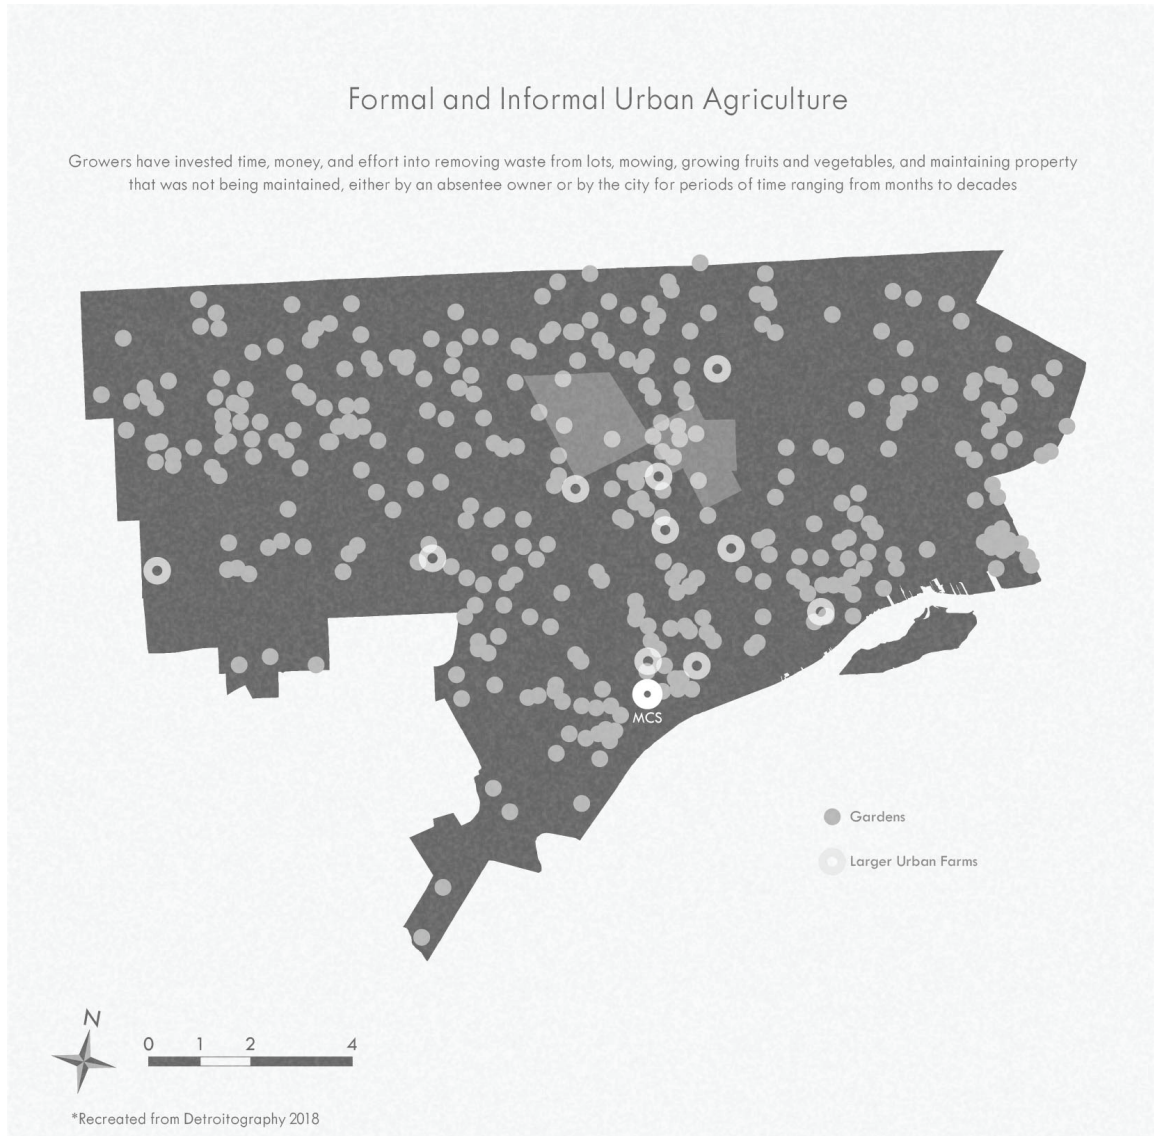 Formal and Informal Urban Agriculture
Growers have invested time, money, and effort into removing waste from lots, mowing, growing fruits and vegetables, and maintaining property
that was not being maintained, either by an absentee owner or by the city for periods of time ranging from months to decades
MCS
Gardens
Larger Urban Farms
N
0 1 2 4
*Recreated from Detroitography 2018